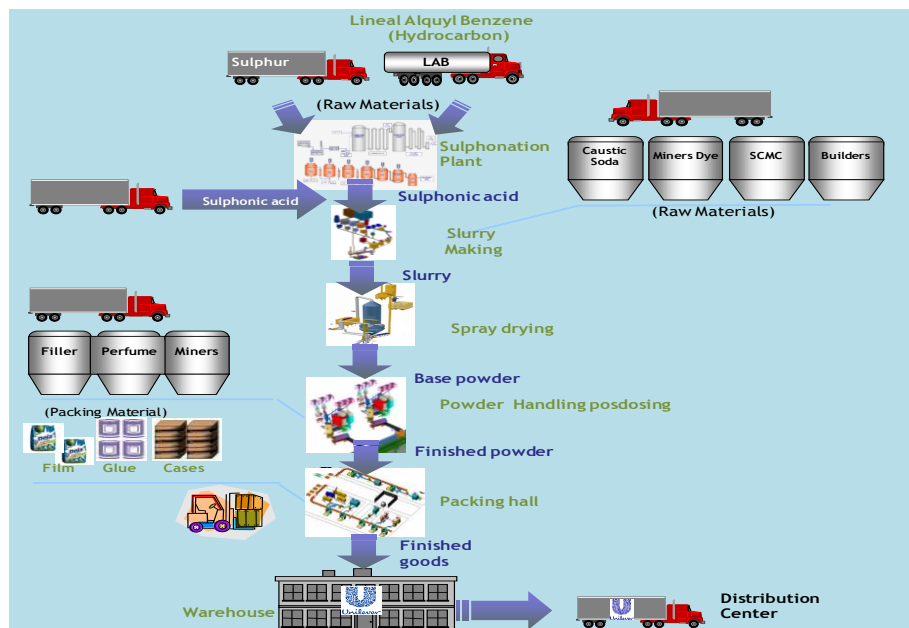 Lineal Alquyl Benzene
(Hydrocarbon)
Sulphur
LAB
(Raw Materials)
Sulphonation
Plant
Caustic
Soda
Miners Dye
SCMC
Builders
(Raw Materials)
Sulphonic acid
Sulphonic acid
Slurry
Making
Slurry
Spray drying
Filler
Perfume
Miners
Base powder
Powder Handling posdosing
(Packing Material)
Film
Glue
Cases
Finished powder
Packing hall
Finished
goods
Warehouse
Unilever
Unilever
Distribution
Center